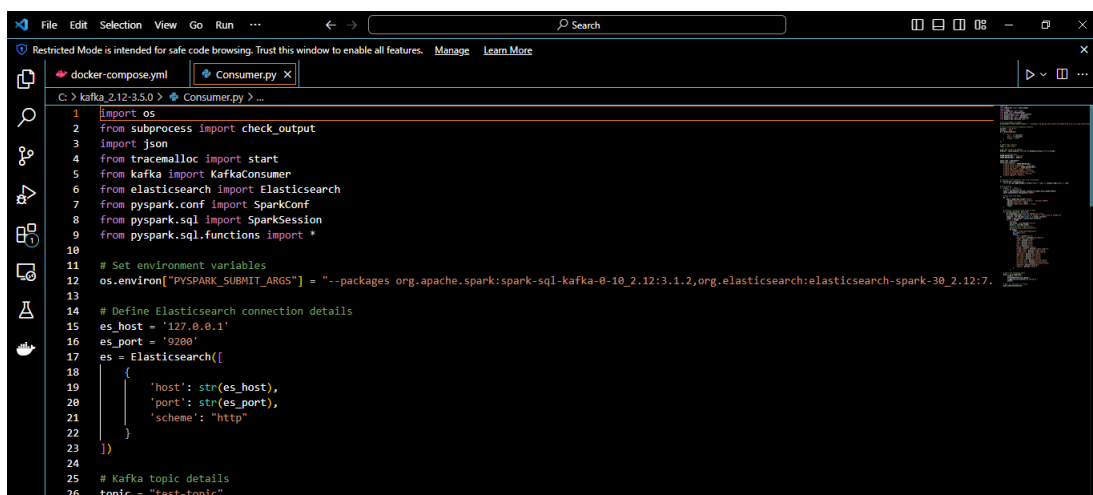 File Edit Selection View Go Run ··· Search
Restricted Mode is intended for safe code browsing. Trust this window to enable all features. Manage Learn More
docker-compose.yml Consumer.py
C: > kafka_2.12-3.5.0 > Consumer.py > ...
1 import os
2 from subprocess import check_output
3 import json
4 from tracemalloc import start
5 from kafka import KafkaConsumer
6 from elasticsearch import Elasticsearch
7 from pyspark.conf import SparkConf
8 from pyspark.sql import SparkSession
9 from pyspark.sql.functions import *
10
11 # Set environment variables
12 os.environ["PYSPARK_SUBMIT_ARGS"] = "--packages org.apache.spark:spark-sql-kafka-0-10_2.12:3.1.2,org.elasticsearch:elasticsearch-spark-30_2.12:7.
13
14 # Define Elasticsearch connection details
15 es_host = '127.0.0.1'
16 es_port = '9200'
17 es = Elasticsearch([
18 {
19 'host': str(es_host),
20 'port': str(es_port),
21 'scheme': "http"
22 }
23 ])
24
25 # Kafka topic details
26 topic = "test-topic"